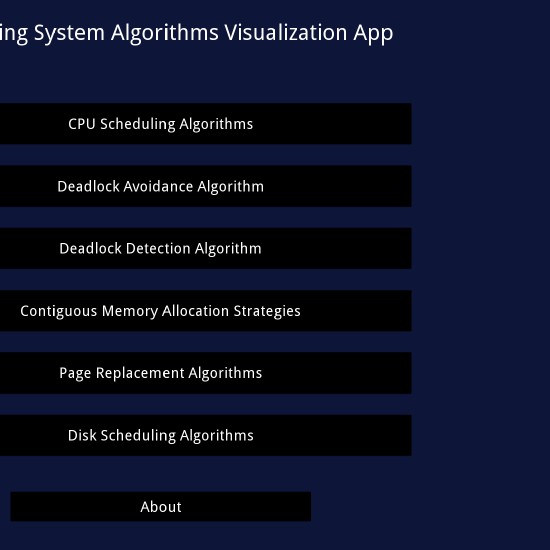 ing System Algorithms Visualization App
CPU Scheduling Algorithms
Deadlock Avoidance Algorithm
Deadlock Detection Algorithm
Contiguous Memory Allocation Strategies
Page Replacement Algorithms
Disk Scheduling Algorithms
About